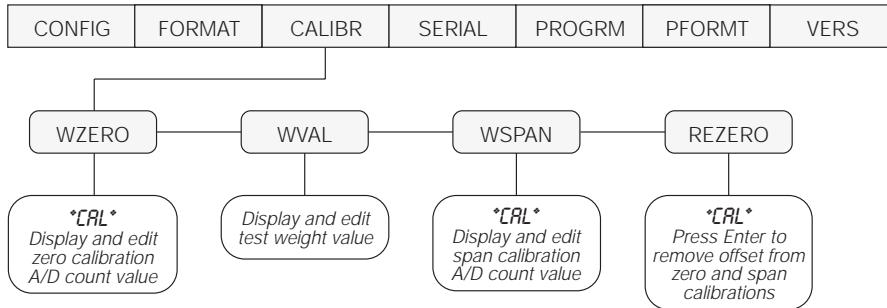 CONFIG FORMAT CALIBR SERIAL PROGRM PFORMT VERS
WZERO WVAL WSPAN REZERO
*CAL*
Display and edit
zero calibration
A/D count value
Display and edit
test weight value
*CAL*
Display and edit
span calibration
A/D count value
*CAL*
Press Enter to
remove offset from
zero and span
calibrations